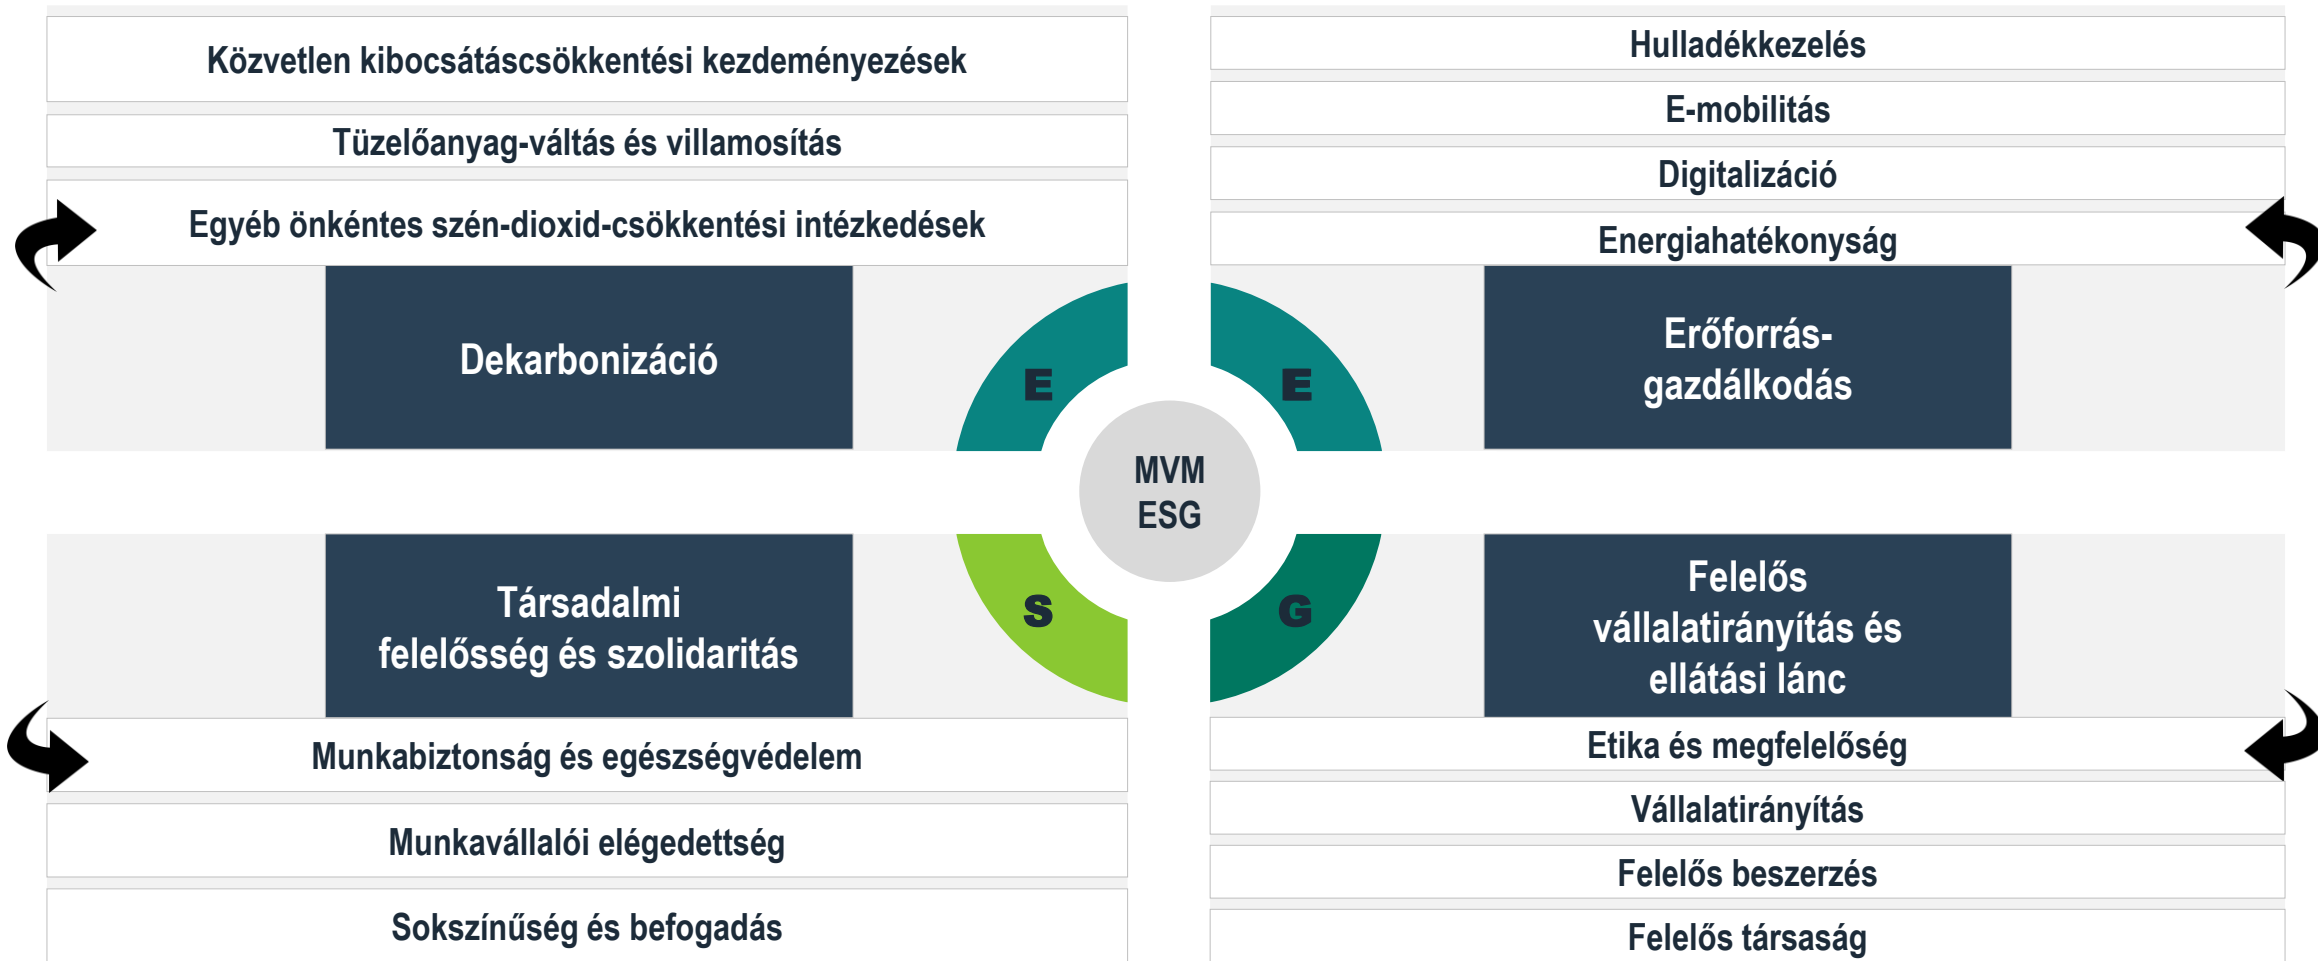 Közvetlen kibocsátáscsökkentési kezdeményezések
Tüzelőanyag-váltás és villamosítás
Egyéb önkéntes szén-dioxid-csökkentési intézkedések
Dekarbonizáció
E
Hulladékkezelés
E-mobilitás
Digitalizáció
Energiahatékonyság
Erőforrás-
gazdálkodás
E
MVM
ESG
Társadalmi
felelősség és szolidaritás
S
Munkabiztonság és egészségvédelem
Munkavállalói elégedettség
Sokszínűség és befogadás
Felelős
vállalatirányítás és
ellátási lánc
G
Etika és megfelelőség
Vállalatirányítás
Felelős beszerzés
Felelős társaság